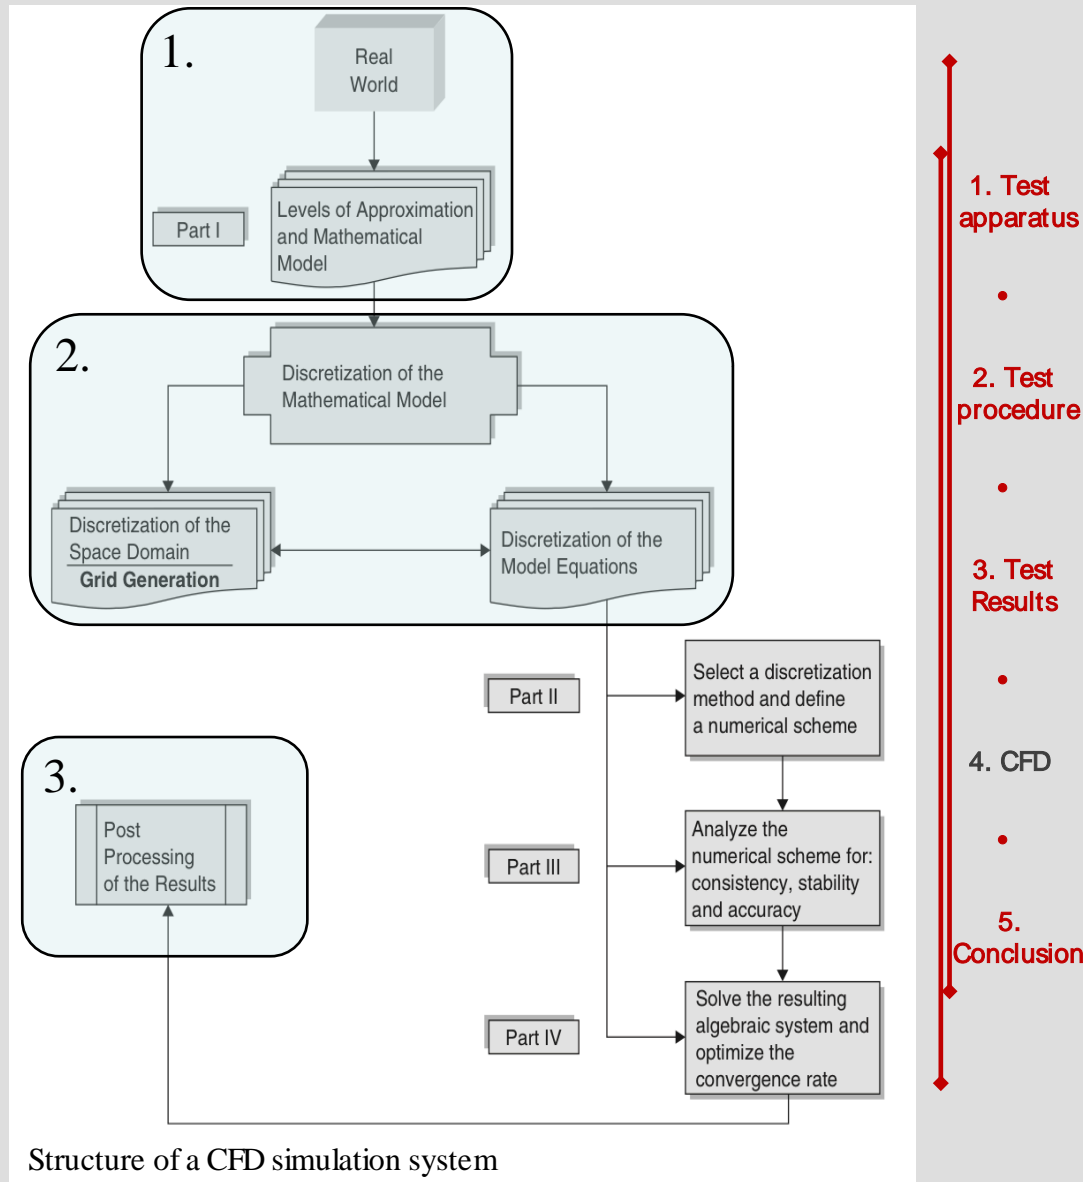 1.
Real
World
Part I
Levels of Approximation
and Mathematical
Model
2.
Discretization of the
Mathematical Model
Discretization of the
Space Domain
Grid Generation
Discretization of the
Model Equations
Part II
Select a discretization
method and define
a numerical scheme
3.
Post
Processing
of the Results
Part III
Analyze the
numerical scheme for:
consistency, stability
and accuracy
Part IV
Solve the resulting
algebraic system and
optimize the
convergence rate
Structure of a CFD simulation system
1. Test
apparatus
•
2. Test
procedure
•
3. Test
Results
•
4. CFD
•
5.
Conclusion